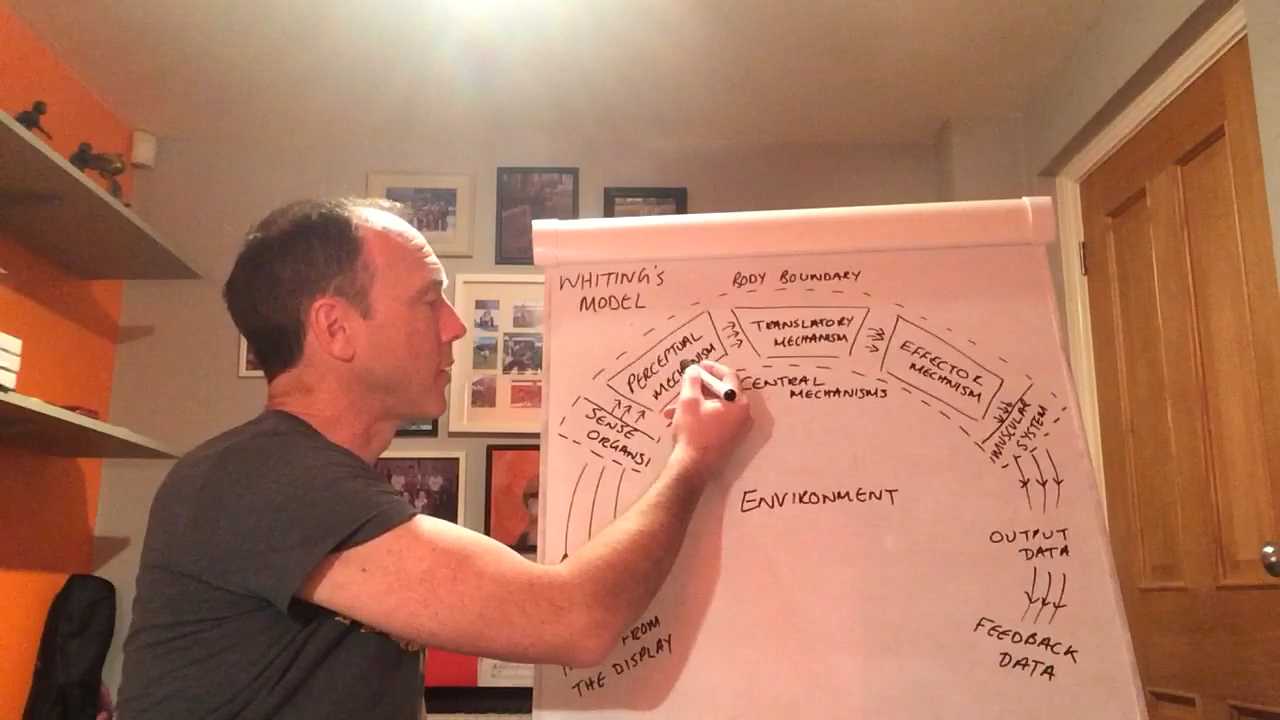 WHITING'S
MODEL
BODY BOUNDARY
PERCEPTUAL
MECHANISM
TRANSLATORY
MECHANISM
EFFECTOR
MECHNISM
CENTRAL
MECHANISMS
SENSE
ORGANS
MUSCULAR
SYSTEM
ENVIRONMENT
OUTPUT
DATA
FEEDBACK
DATA
FROM
THE DISPLAY